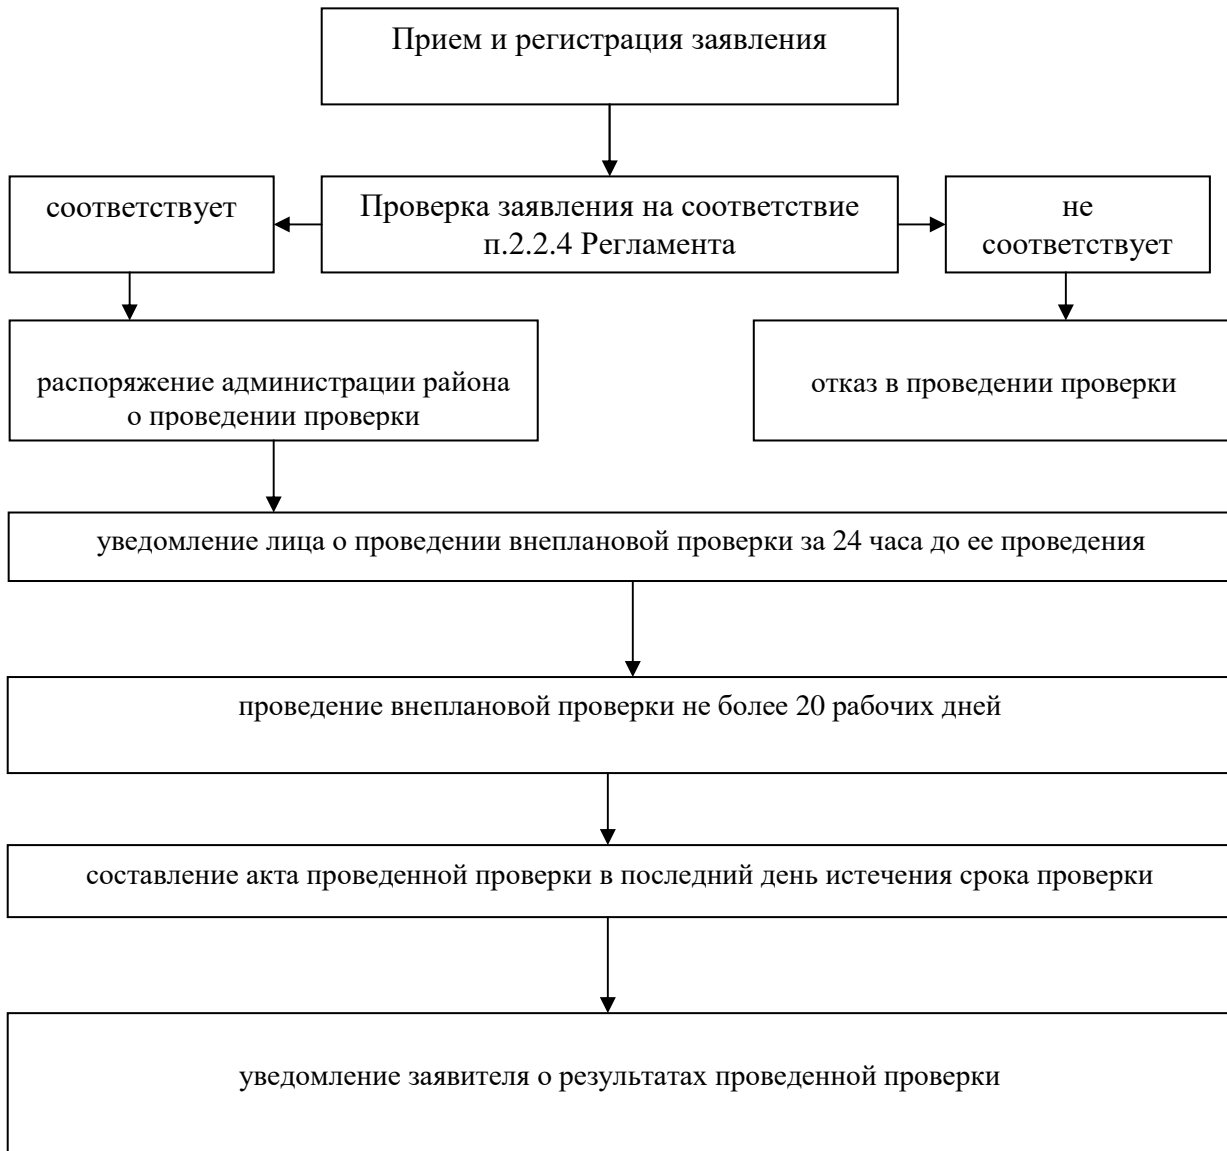 Прием и регистрация заявления
соответствует
Проверка заявления на соответствие
п.2.2.4 Регламента
не
соответствует
распоряжение администрации района
о проведении проверки
отказ в проведении проверки
уведомление лица о проведении внеплановой проверки за 24 часа до ее проведения
проведение внеплановой проверки не более 20 рабочих дней
составление акта проведенной проверки в последний день истечения срока проверки
уведомление заявителя о результатах проведенной проверки